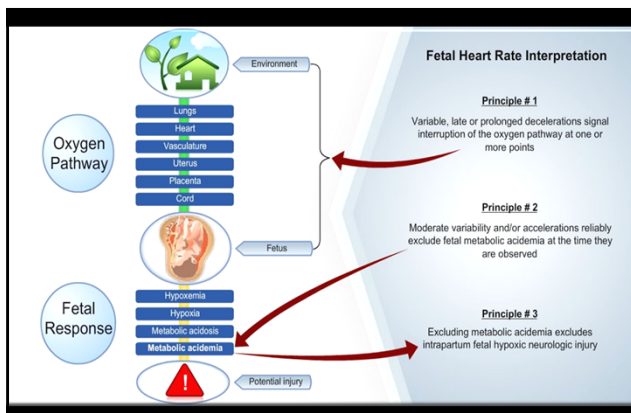 Fetal Heart Rate Interpretation
Environment
Oxygen
Pathway
Lungs
Heart
Vasculature
Uterus
Placenta
Cord
Fetus
Fetal
Response
Hypoxemia
Hypoxia
Metabolic acidosis
Metabolic acidemia
Potential injury
Principle # 1
Variable, late or prolonged decelerations signal
interruption of the oxygen pathway at one or
more points
Principle # 2
Moderate variability and/or accelerations reliably
exclude fetal metabolic acidemia at the time they
are observed
Principle # 3
Excluding metabolic acidemia excludes
intrapartum fetal hypoxic neurologic injury
!